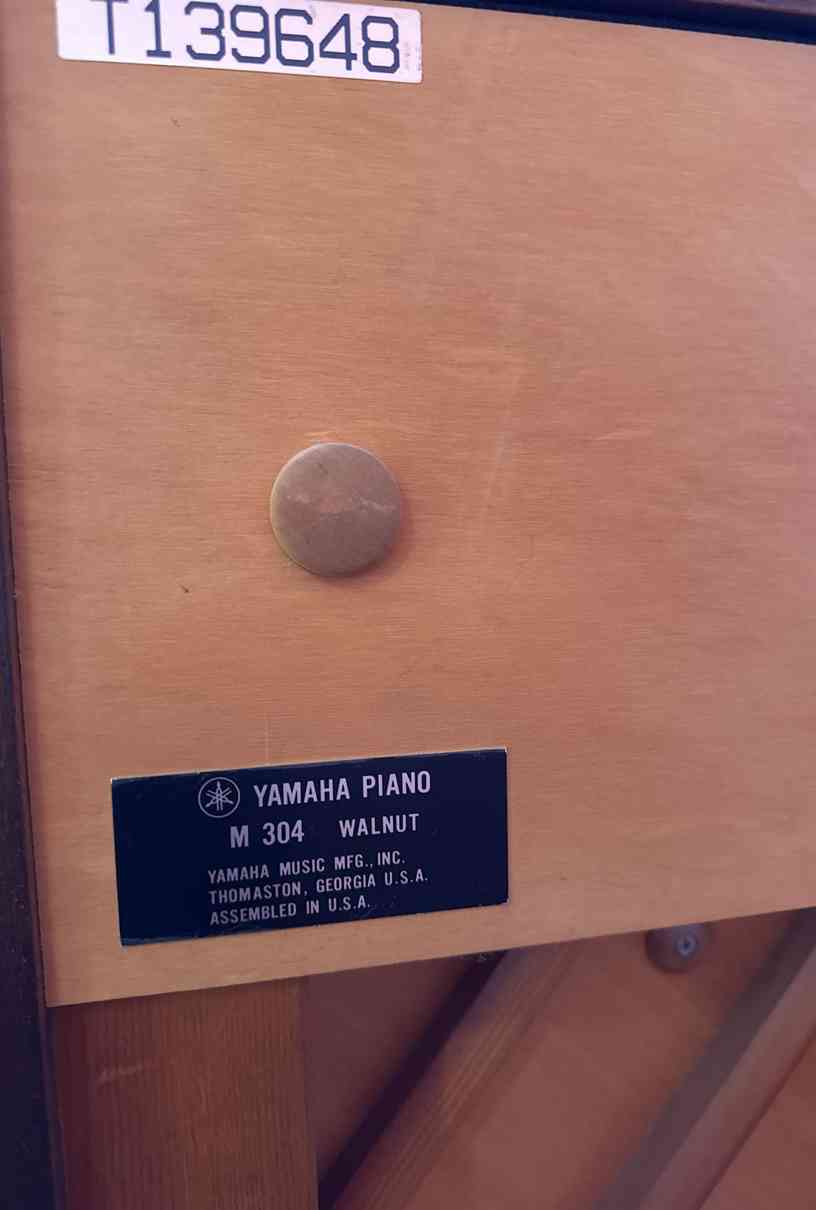 T139648
YAMAHA PIANO
M 304 WALNUT
YAMAHA MUSIC MFG., INC.
THOMASTON, GEORGIA U.S.A.
ASSEMBLED IN U.S.A.